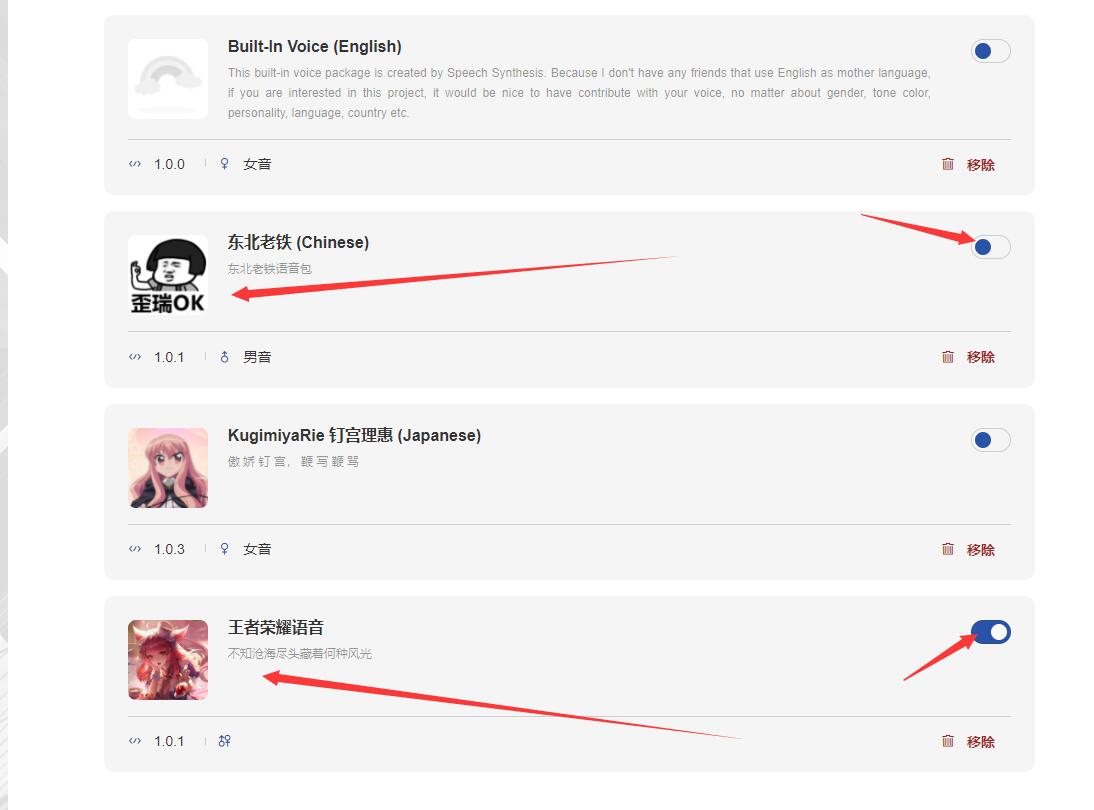 Built-In Voice (English)
This built-in voice package is created by Speech Synthesis. Because I don't have any friends that use English as mother language,
if you are interested in this project, it would be nice to have contribute with your voice, no matter about gender, tone color,
personality, language, country etc.
1.0.0 女音 移除
东北老铁 (Chinese)
东北老铁语音包
歪瑞OK
1.0.1 男音 移除
KugimiyaRie 钉宫理惠 (Japanese)
傲娇钉宫，鞭写鞭骂
1.0.3 女音 移除
王者荣耀语音
不知沧海尽头藏着何种风光
1.0.1 移除